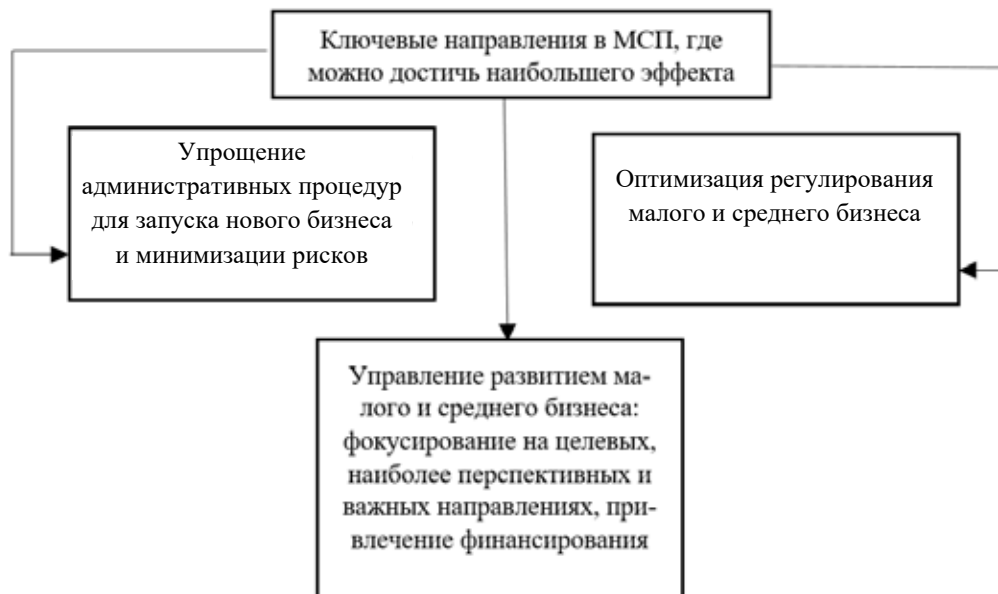 Ключевые направления в МСП, где
можно достичь наибольшего эффекта
Упрощение
административных процедур
для запуска нового бизнеса
и минимизации рисков
Оптимизация регулирования
малого и среднего бизнеса
Управление развитием ма-
лого и среднего бизнеса:
фокусирование на целевых,
наиболее перспективных и
важных направлениях, при-
влечение финансирования